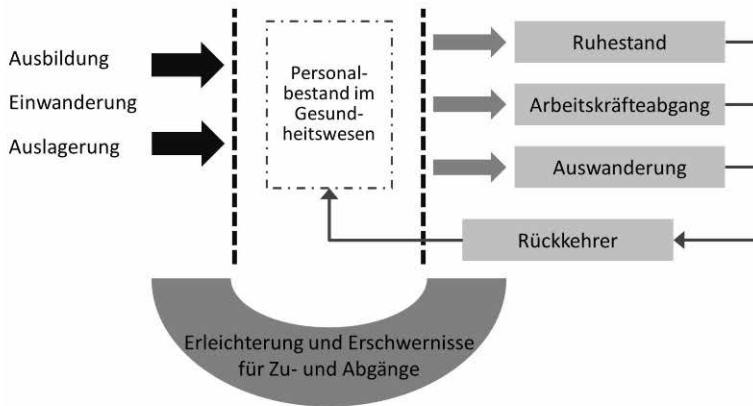 Ausbildung
Einwanderung
Auslagerung
Personal-
bestand im
Gesund-
heitswesen
Ruhestand
Arbeitskräfteabgang
Auswanderung
Rückkehrer
Erleichterung und Erschwernisse
für Zu- und Abgänge